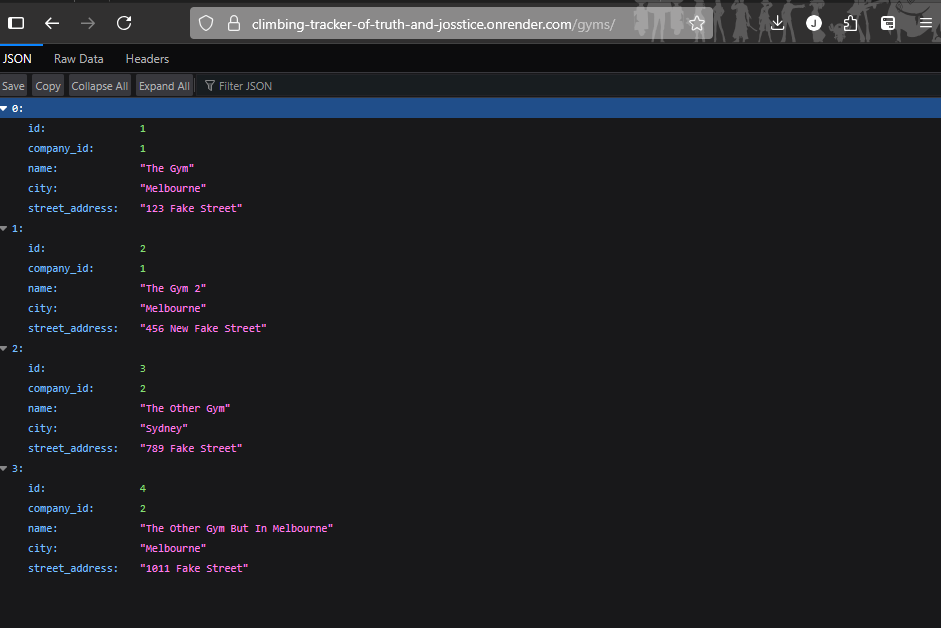 climbing-tracker-of-truth-and-josstice.onrender.com/gyms/
J
JSON Raw Data Headers
Save Copy Collapse All Expand All Filter JSON
0:
id: 1
company_id: 1
name: "The Gym"
city: "Melbourne"
street_address: "123 Fake Street"
1:
id: 2
company_id: 1
name: "The Gym 2"
city: "Melbourne"
street_address: "456 New Fake Street"
2:
id: 3
company_id: 2
name: "The Other Gym"
city: "Sydney"
street_address: "789 Fake Street"
3:
id: 4
company_id: 2
name: "The Other Gym But In Melbourne"
city: "Melbourne"
street_address: "1011 Fake Street"